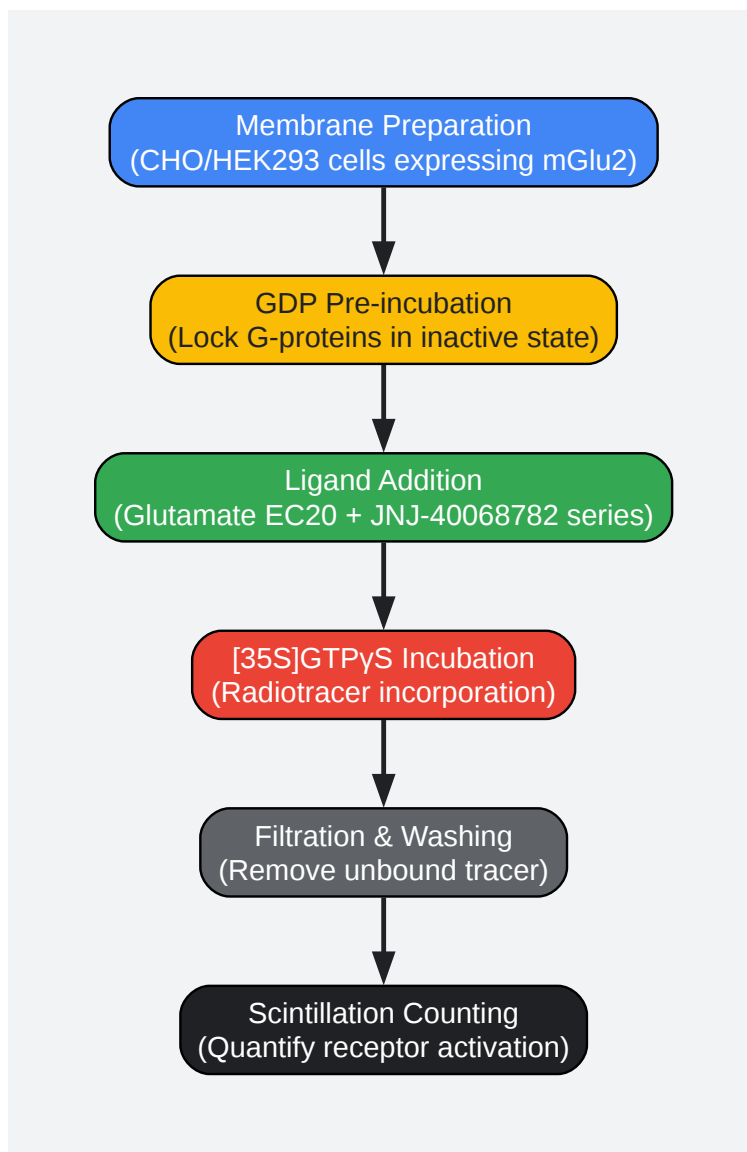 Membrane Preparation
(CHO/HEK293 cells expressing mGlu2)
GDP Pre-incubation
(Lock G-proteins in inactive state)
Ligand Addition
(Glutamate EC20 + JNJ-40068782 series)
[35S]GTPγS Incubation
(Radiotracer incorporation)
Filtration & Washing
(Remove unbound tracer)
Scintillation Counting
(Quantify receptor activation)